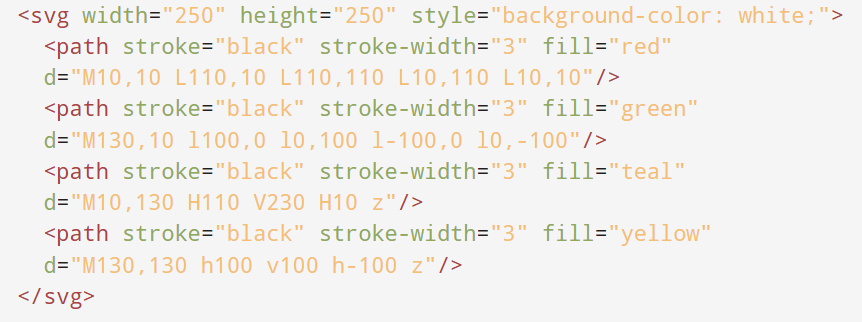 <svg width="250" height="250" style="background-color: white;">
<path stroke="black" stroke-width="3" fill="red"
d="M10,10 L110,10 L110,110 L10,110 L10,10"/>
<path stroke="black" stroke-width="3" fill="green"
d="M130,10 l100,0 l0,100 l-100,0 l0,-100"/>
<path stroke="black" stroke-width="3" fill="teal"
d="M10,130 H110 V230 H10 z"/>
<path stroke="black" stroke-width="3" fill="yellow"
d="M130,130 h100 v100 h-100 z"/>
</svg>